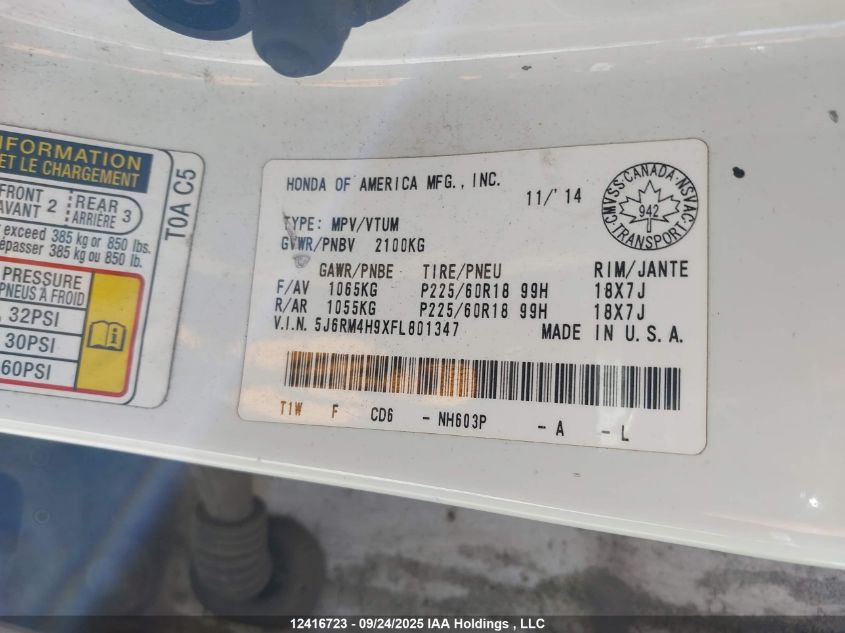 NFORMATION
ET LE CHARGEMENT
FRONT
AVANT 2
REAR
ARRIÈRE 3
exceed 385 kg or 850 lbs.
épasser 385 kg ou 850 lb.
PRESSURE
PNEUS À FROID
32PSI
30PSI
60PSI
T0A C5
HONDA OF AMERICA MFG., INC.
11/'14
TYPE: MPV/VTUM
GVWR/PNBV 2100KG
GAWR/PNBE TIRE/PNEU RIM/JANTE
F/AV 1065KG P225/60R18 99H 18X7J
R/AR 1055KG P225/60R18 99H 18X7J
V.I.N. 5J6RM4H9XFL801347 MADE IN U.S.A.
T1W F CD6 - NH603P - A - L
CMVSS·CANADA·NSVAC
942
TRANSPORT
12416723 - 09/24/2025 IAA Holdings, LLC